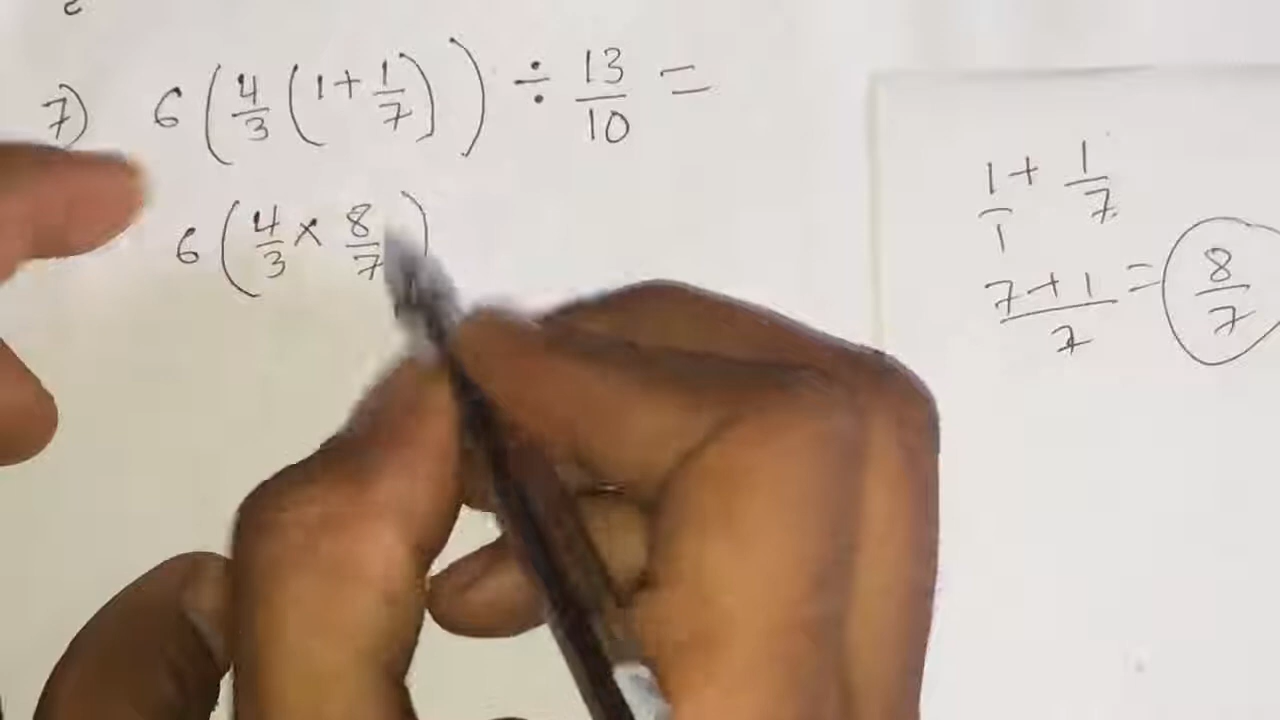 7) 6(4/3(1+1/7)) ÷ 13/10 =
6(4/3 × 8/7)
1/1 + 1/7
7+1/7 = 8/7